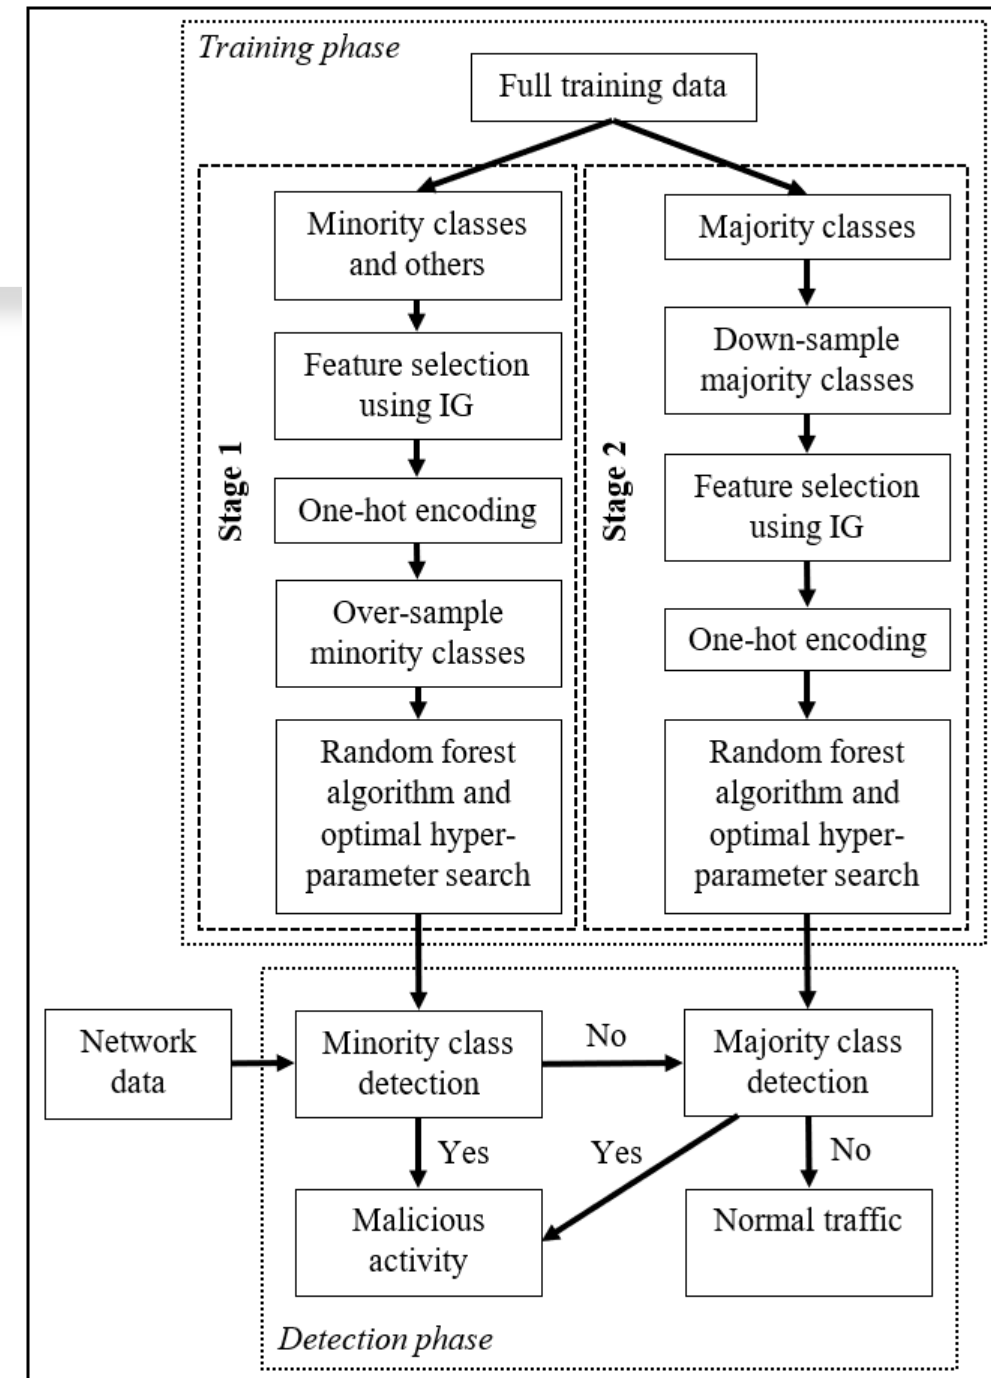 Training phase
Full training data
Stage 1
Minority classes
and others
Feature selection
using IG
One-hot encoding
Over-sample
minority classes
Random forest
algorithm and
optimal hyper-
parameter search
Stage 2
Majority classes
Down-sample
majority classes
Feature selection
using IG
One-hot encoding
Random forest
algorithm and
optimal hyper-
parameter search
Network
data
Minority class
detection
No
Majority class
detection
Yes
Yes
No
Malicious
activity
Normal traffic
Detection phase